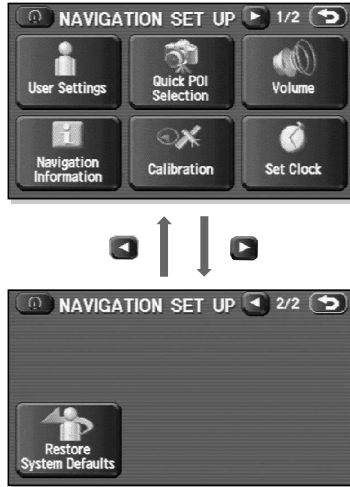 NAVIGATION SET UP 1/2
User Settings
Quick POI
Selection
Volume
Navigation
Information
Calibration
Set Clock
NAVIGATION SET UP 2/2
Restore
System Defaults